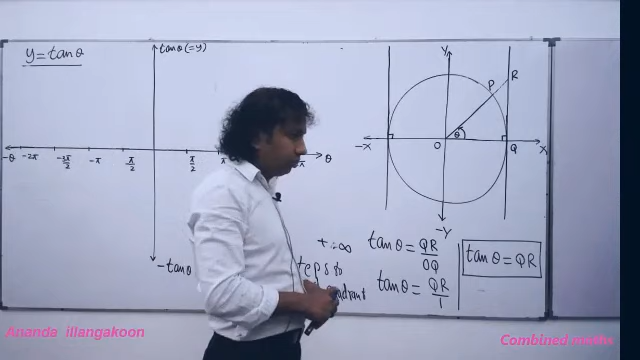 y = tanθ
tanθ (=y)
-θ -2π -3π/2 -π π/2 π/2 π θ
-tanθ
Y
P R
θ
-X O Q X
-Y
+∞
tanθ = QR/OQ
tanθ = QR/1
tanθ = QR
Ananda illangakoon
Combined maths